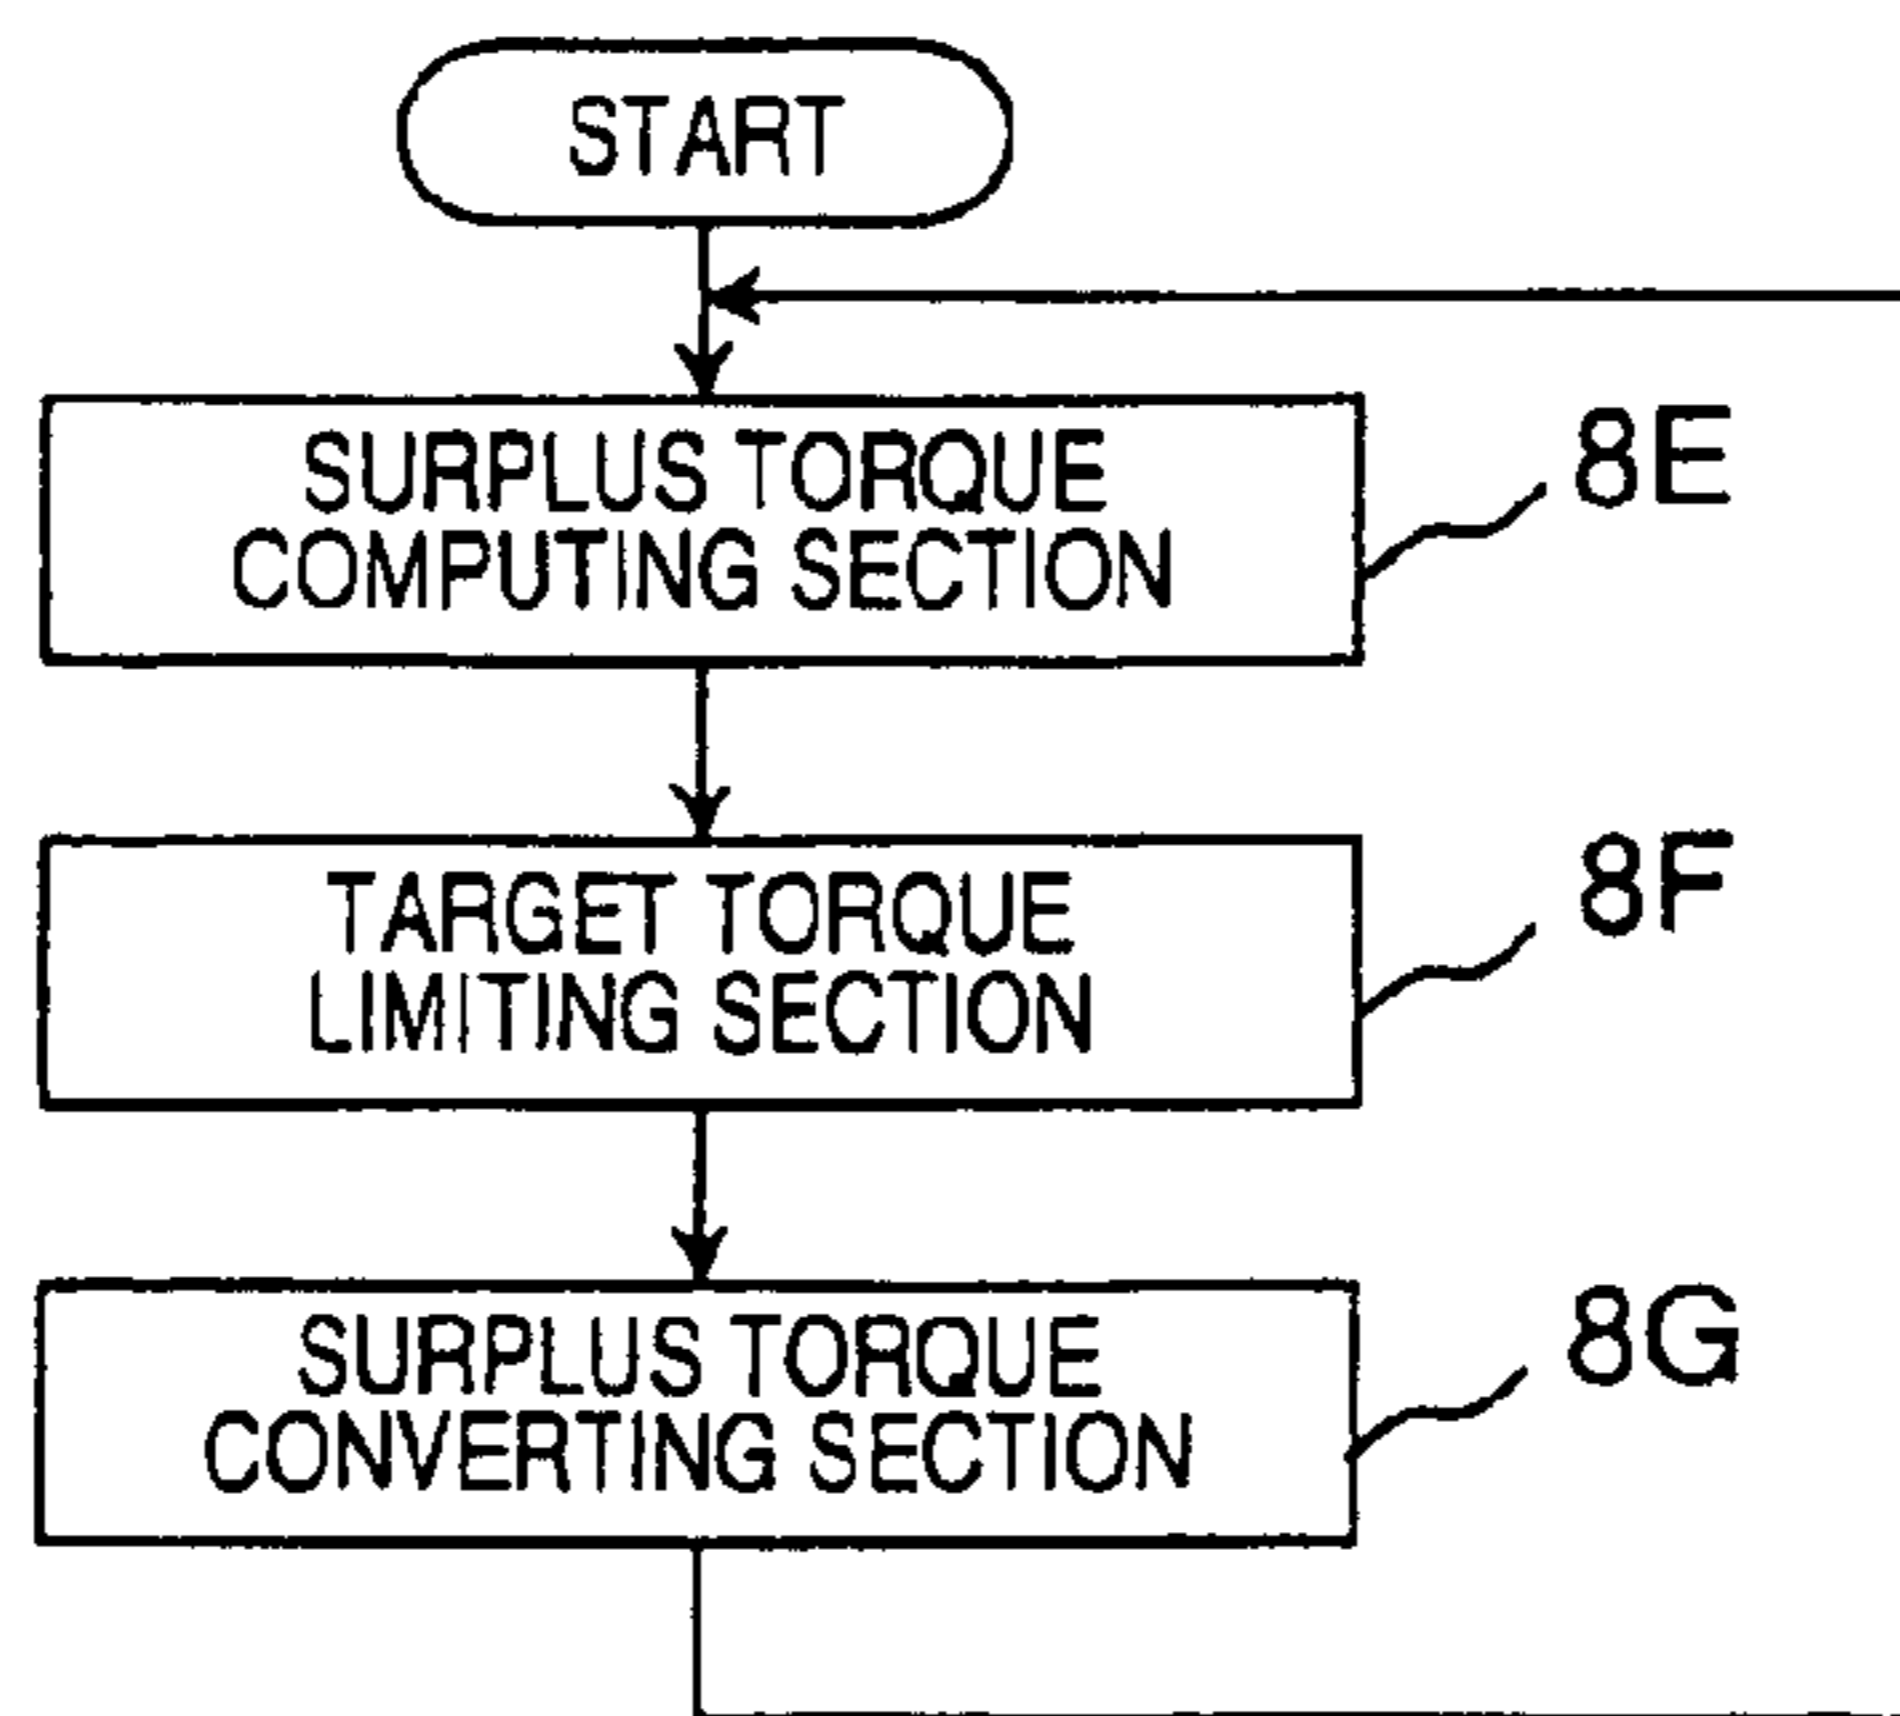 START
SURPLUS TORQUE
COMPUTING SECTION
8E
TARGET TORQUE
LIMITING SECTION
8F
SURPLUS TORQUE
CONVERTING SECTION
8G